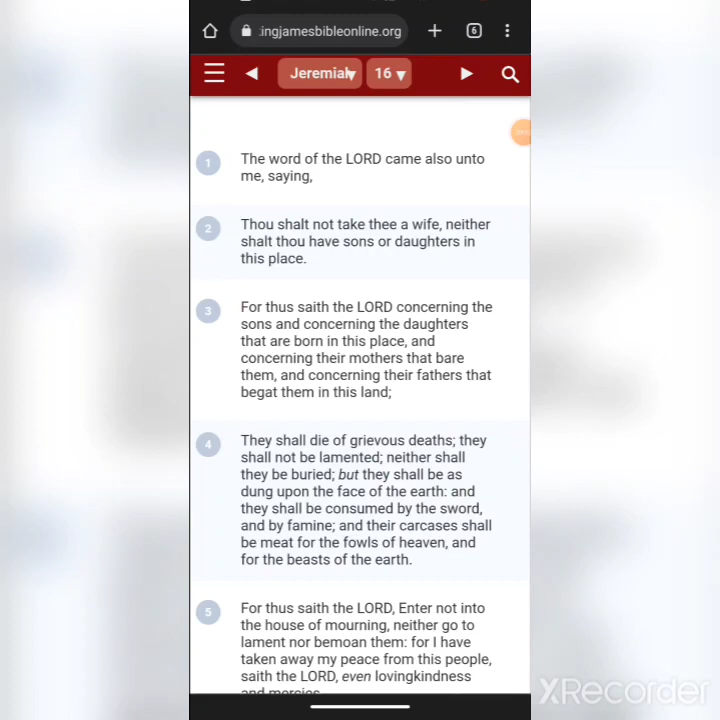 :ingjamesbibleonline.org
6
Jeremiah
16
1
The word of the LORD came also unto
me, saying,
2
Thou shalt not take thee a wife, neither
shalt thou have sons or daughters in
this place.
3
For thus saith the LORD concerning the
sons and concerning the daughters
that are born in this place, and
concerning their mothers that bare
them, and concerning their fathers that
begat them in this land;
4
They shall die of grievous deaths; they
shall not be lamented; neither shall
they be buried; but they shall be as
dung upon the face of the earth: and
they shall be consumed by the sword,
and by famine; and their carcases shall
be meat for the fowls of heaven, and
for the beasts of the earth.
5
For thus saith the LORD, Enter not into
the house of mourning, neither go to
lament nor bemoan them: for I have
taken away my peace from this people,
saith the LORD, even lovingkindness
and mercies
XRecorder